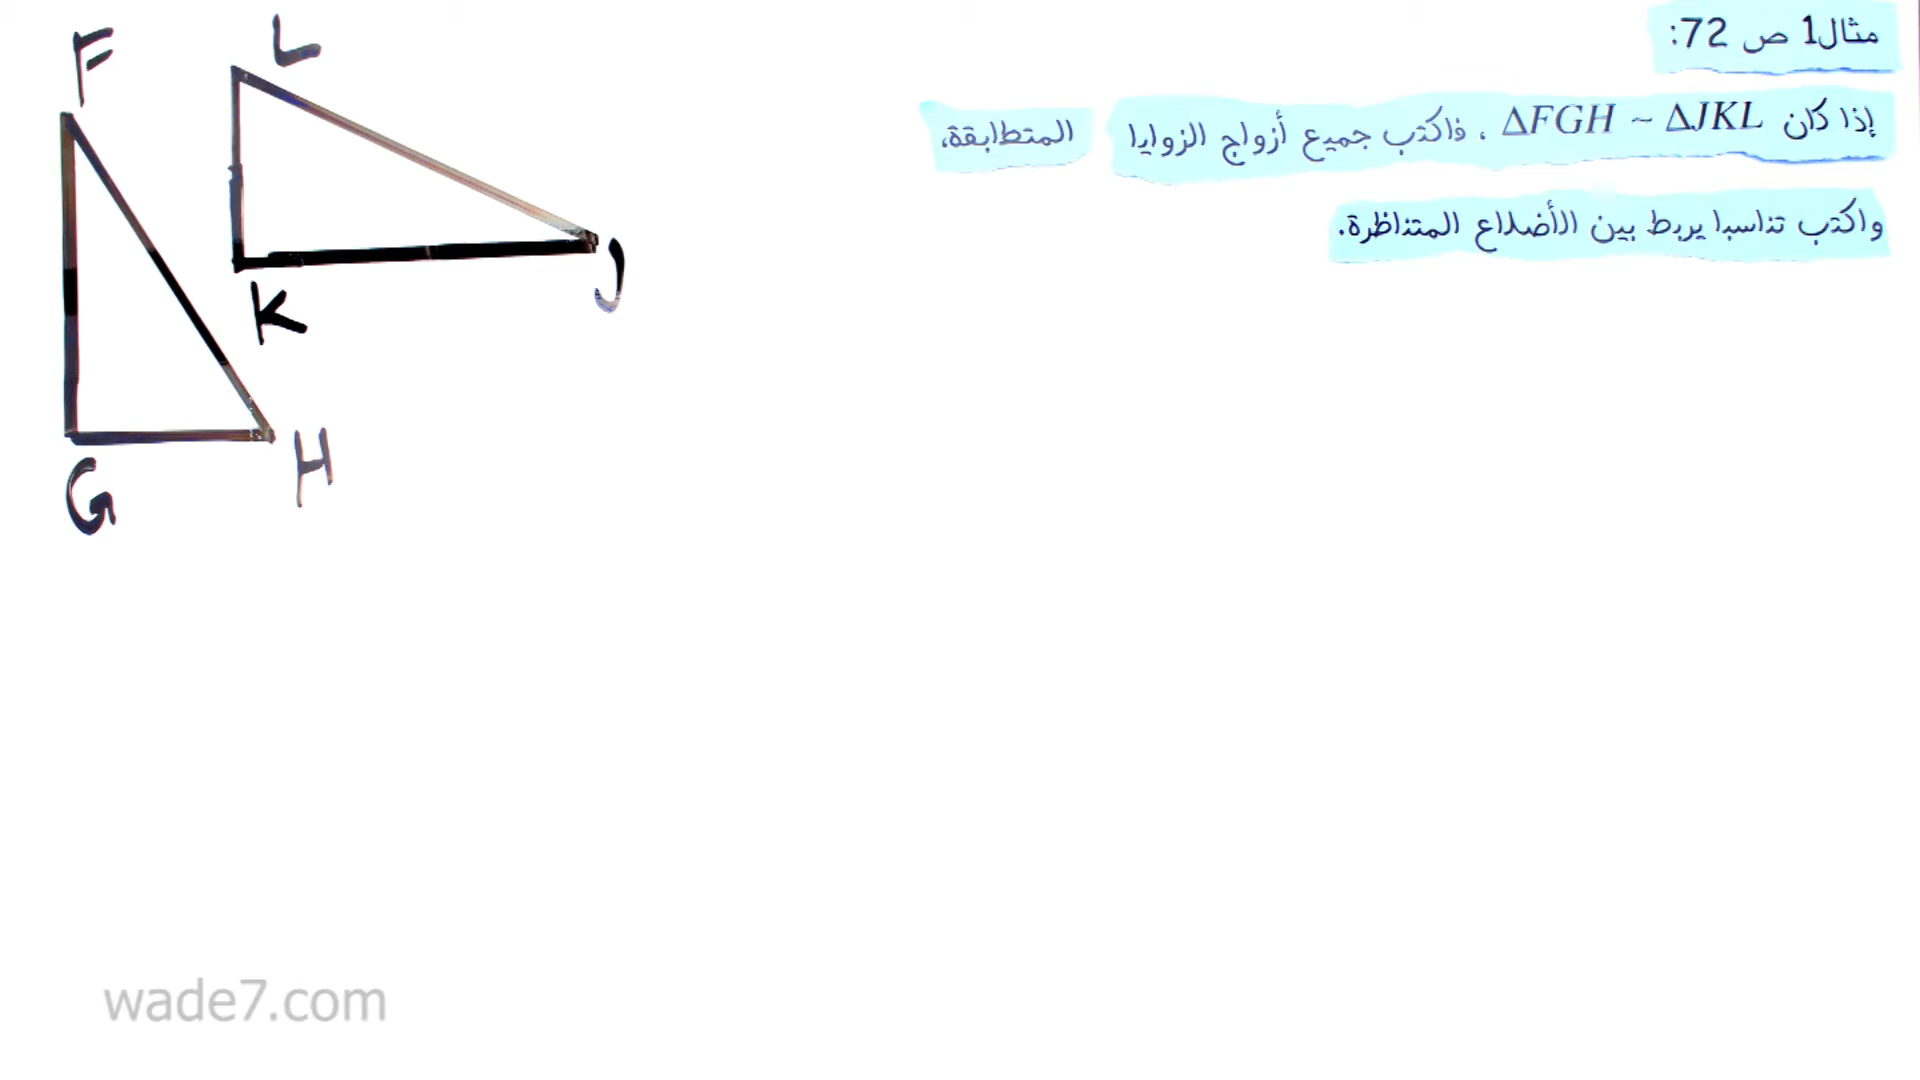 مثال1 ص 72:
إذا كان ΔFGH ~ ΔJKL ، فاكتب جميع أزواج الزوايا المتطابقة،
واكتب تناسبا يربط بين الأضلاع المتناظرة.
F
L
K
J
G
H
wade7.com